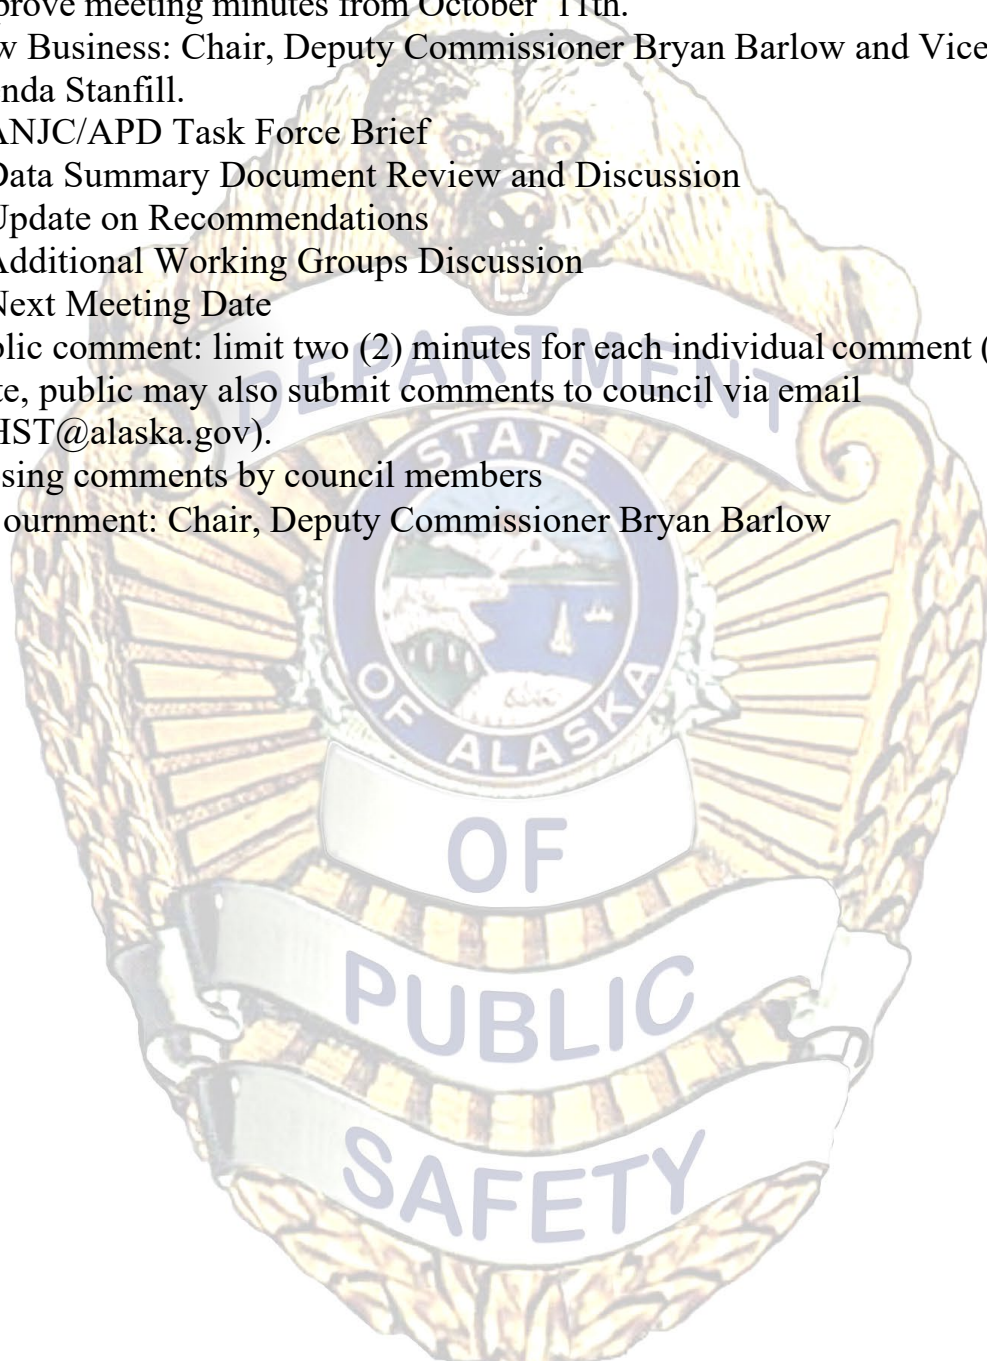 prove meeting minutes from October 11th.
w Business: Chair, Deputy Commissioner Bryan Barlow and Vice
nda Stanfill.
ANJC/APD Task Force Brief
Data Summary Document Review and Discussion
Update on Recommendations
Additional Working Groups Discussion
Next Meeting Date
blic comment: limit two (2) minutes for each individual comment (
te, public may also submit comments to council via email
HST@alaska.gov).
sing comments by council members
ournment: Chair, Deputy Commissioner Bryan Barlow
DEPARTMENT
STATE
OF ALASKA
OF
PUBLIC
SAFETY